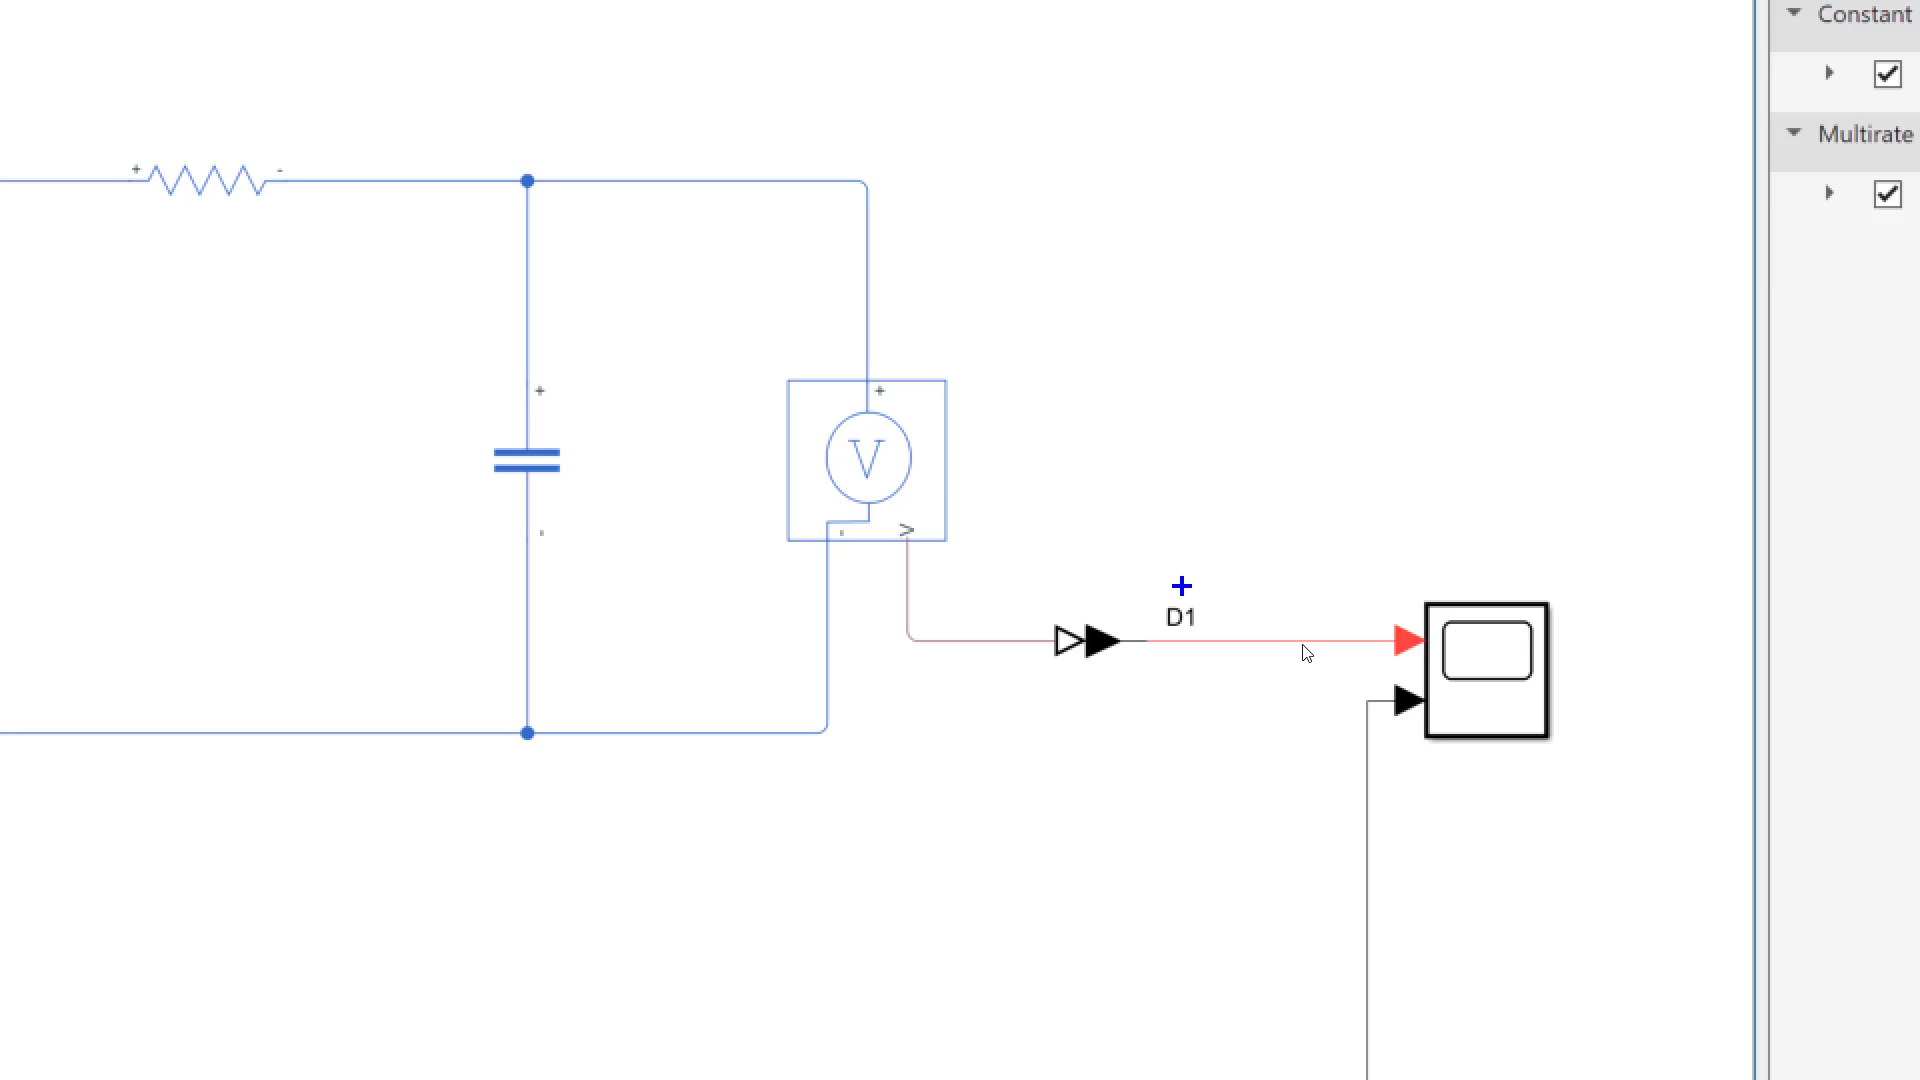 Constant
Multirate
+ -
+
+
V
- >
-
+
D1